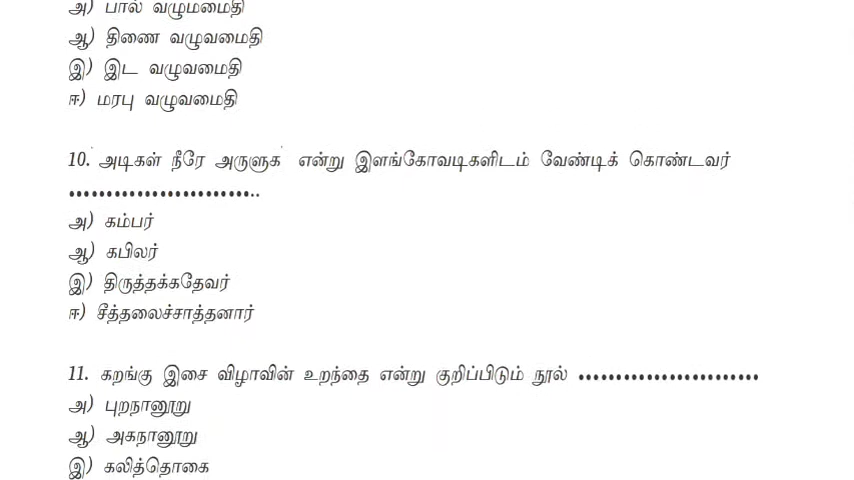 அ) பால் வழுமமைதி
ஆ) திணை வழுவமைதி
இ) இட வழுவமைதி
ஈ) மரபு வழுவமைதி
10. 'அடிகள் நீரே அருளுக' என்று இளங்கோவடிகளிடம் வேண்டிக் கொண்டவர்
..........................
அ) கம்பர்
ஆ) கபிலர்
இ) திருத்தக்கதேவர்
ஈ) சீத்தலைச்சாத்தனார்
11. கறங்கு இசை விழாவின் உறந்தை என்று குறிப்பிடும் நூல் ........................
அ) புறநானூறு
ஆ) அகநானூறு
இ) கலித்தொகை